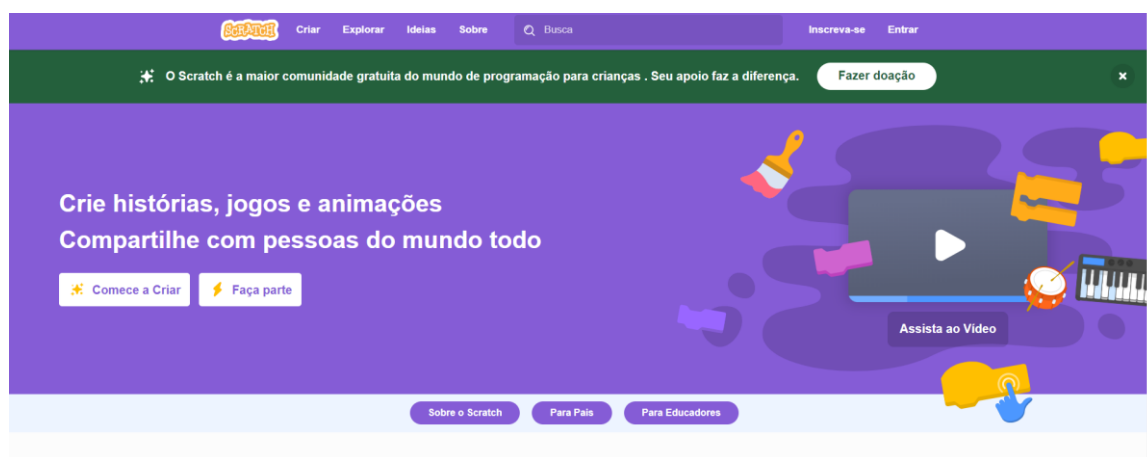 SCRATCH Criar Explorar Ideias Sobre Busca Inscreva-se Entrar
O Scratch é a maior comunidade gratuita do mundo de programação para crianças . Seu apoio faz a diferença. Fazer doação
Crie histórias, jogos e animações
Compartilhe com pessoas do mundo todo
Comece a Criar Faça parte
Assista ao Vídeo
Sobre o Scratch Para Pais Para Educadores